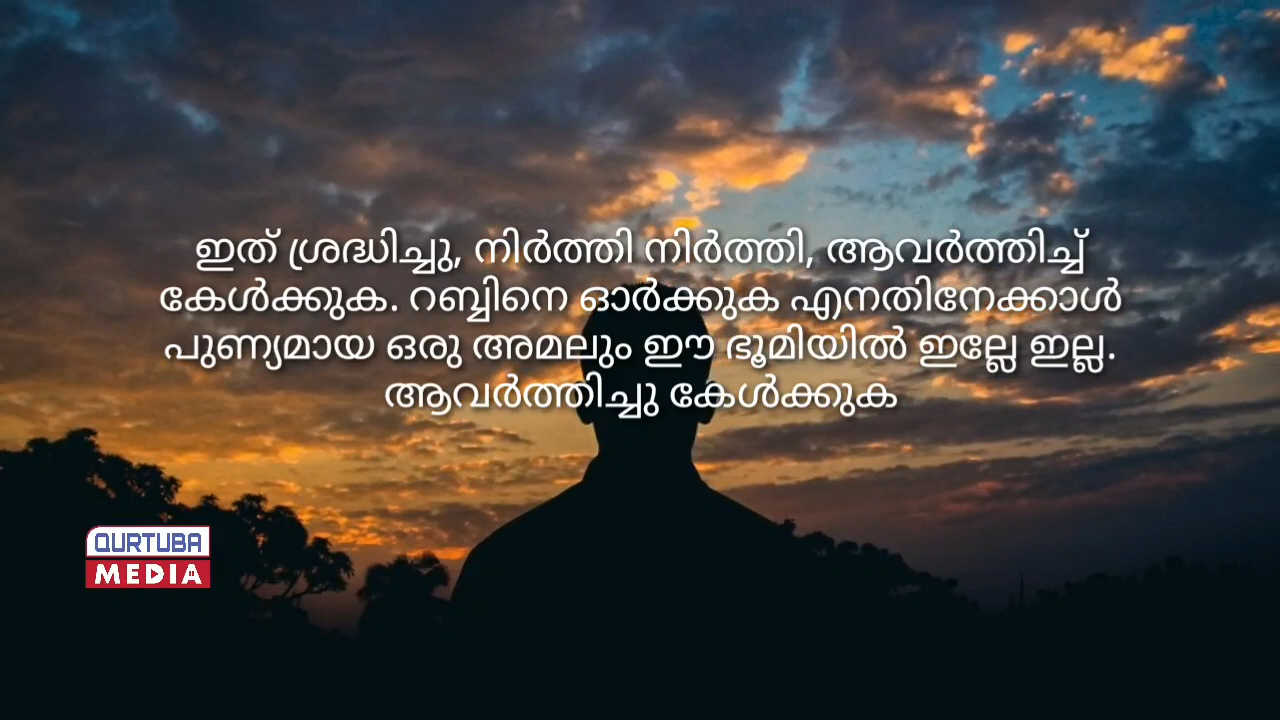 ഇത് ശ്രദ്ധിച്ചു, നിർത്തി നിർത്തി, ആവർത്തിച്ച്
കേൾക്കുക. റബ്ബിനെ ഓർക്കുക എനതിനേക്കാൾ
പുണ്യമായ ഒരു അമലും ഈ ഭൂമിയിൽ ഇല്ലേ ഇല്ല.
ആവർത്തിച്ചു കേൾക്കുക
QURTUBA
MEDIA